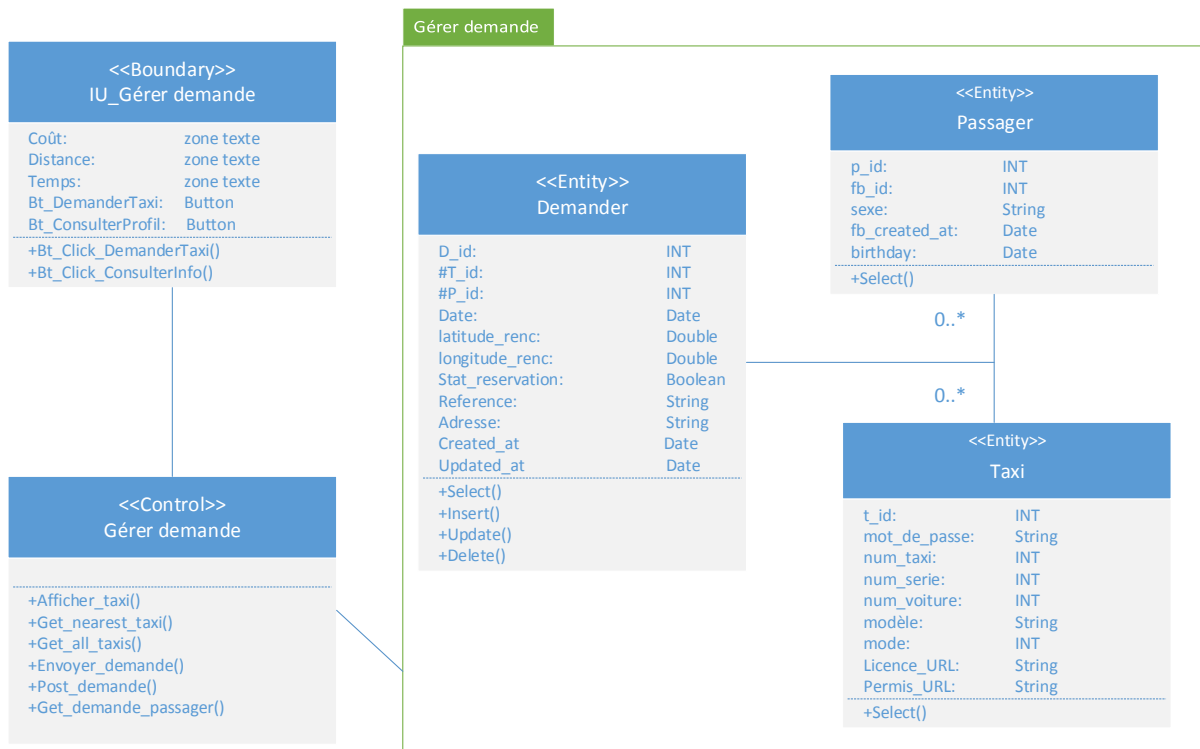 Gérer demande
<<Boundary>>
IU_Gérer demande
Coût: zone texte
Distance: zone texte
Temps: zone texte
Bt_DemanderTaxi: Button
Bt_ConsulterProfil: Button
+Bt_Click_DemanderTaxi()
+Bt_Click_ConsulterInfo()
<<Control>>
Gérer demande
+Afficher_taxi()
+Get_nearest_taxi()
+Get_all_taxis()
+Envoyer_demande()
+Post_demande()
+Get_demande_passager()
<<Entity>>
Demander
D_id: INT
#T_id: INT
#P_id: INT
Date: Date
latitude_renc: Double
longitude_renc: Double
Stat_reservation: Boolean
Reference: String
Adresse: String
Created_at Date
Updated_at Date
+Select()
+Insert()
+Update()
+Delete()
<<Entity>>
Passager
p_id: INT
fb_id: INT
sexe: String
fb_created_at: Date
birthday: Date
+Select()
0..*
0..*
<<Entity>>
Taxi
t_id: INT
mot_de_passe: String
num_taxi: INT
num_serie: INT
num_voiture: INT
modèle: String
mode: INT
Licence_URL: String
Permis_URL: String
+Select()